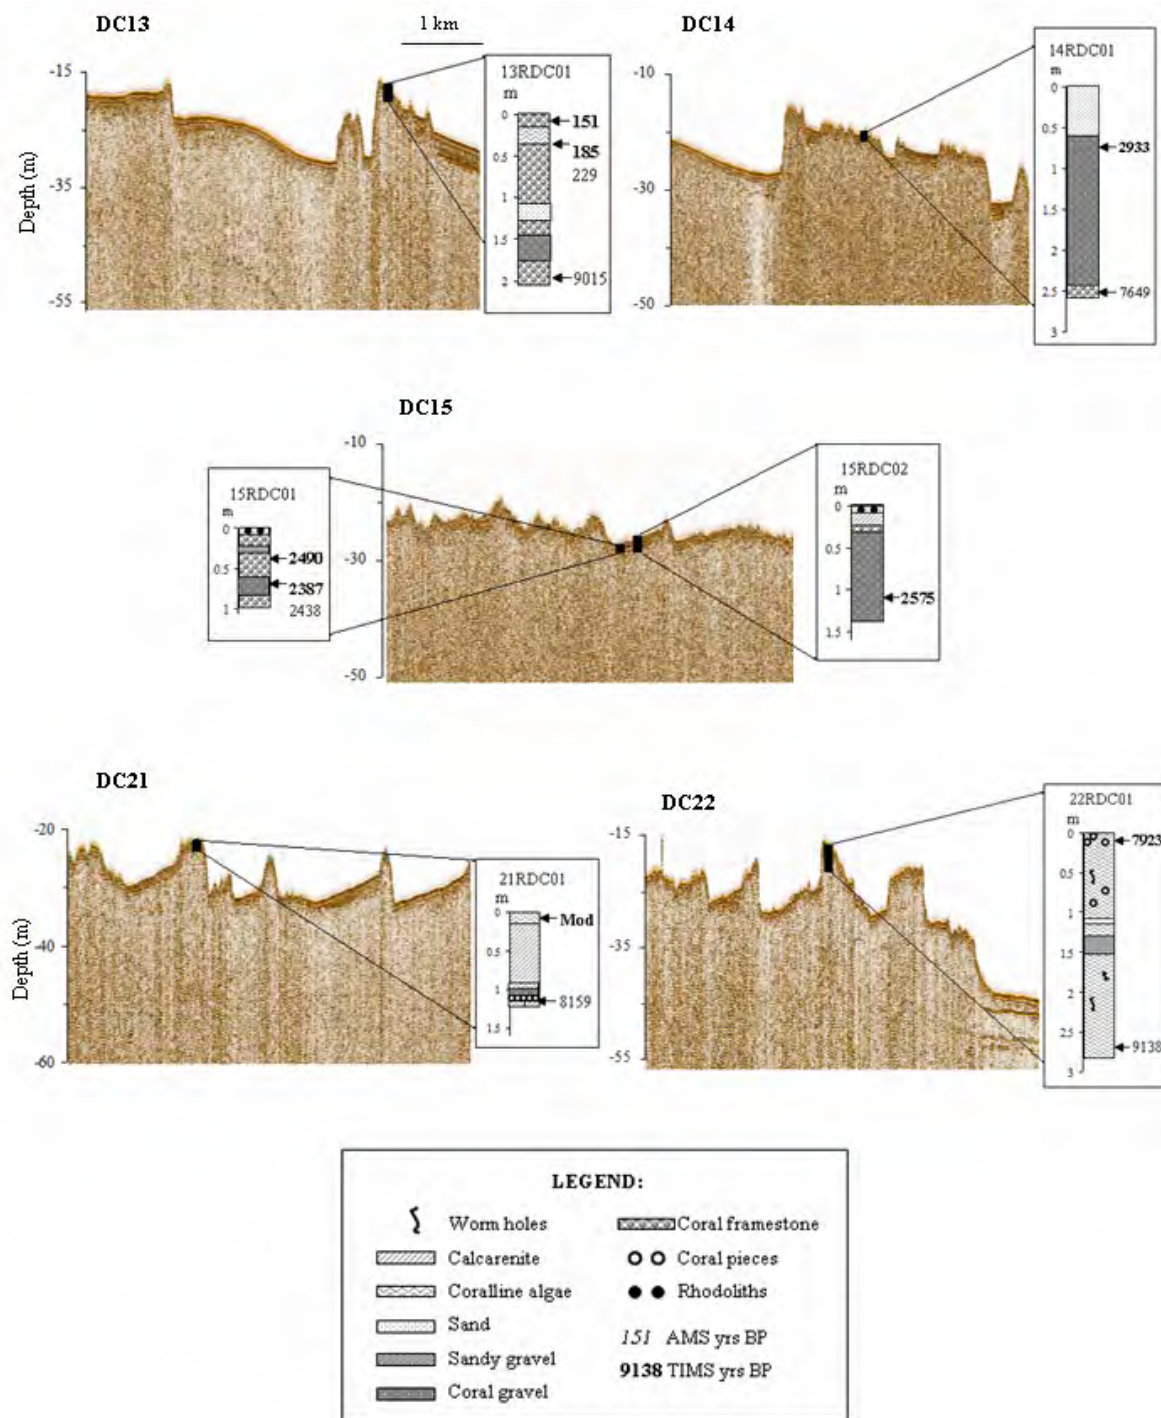 DC13
1 km
DC14
-15
-35
-55
Depth (m)
13RDC01
m
0
0.5
1
1.5
2
151
185
229
9015
-10
-30
-50
14RDC01
m
0
0.5
1
1.5
2
2.5
3
2933
7649
DC15
-10
-30
-50
15RDC01
m
0
0.5
1
2490
2387
2438
15RDC02
m
0
0.5
1
1.5
2575
DC21
-20
-40
-60
Depth (m)
21RDC01
m
0
0.5
1
1.5
Mod
8159
DC22
-15
-35
-55
22RDC01
m
0
0.5
1
1.5
2
2.5
3
7923
9138
LEGEND:
Worm holes
Calcarenite
Coralline algae
Sand
Sandy gravel
Coral gravel
Coral framestone
Coral pieces
Rhodoliths
151 AMS yrs BP
9138 TIMS yrs BP